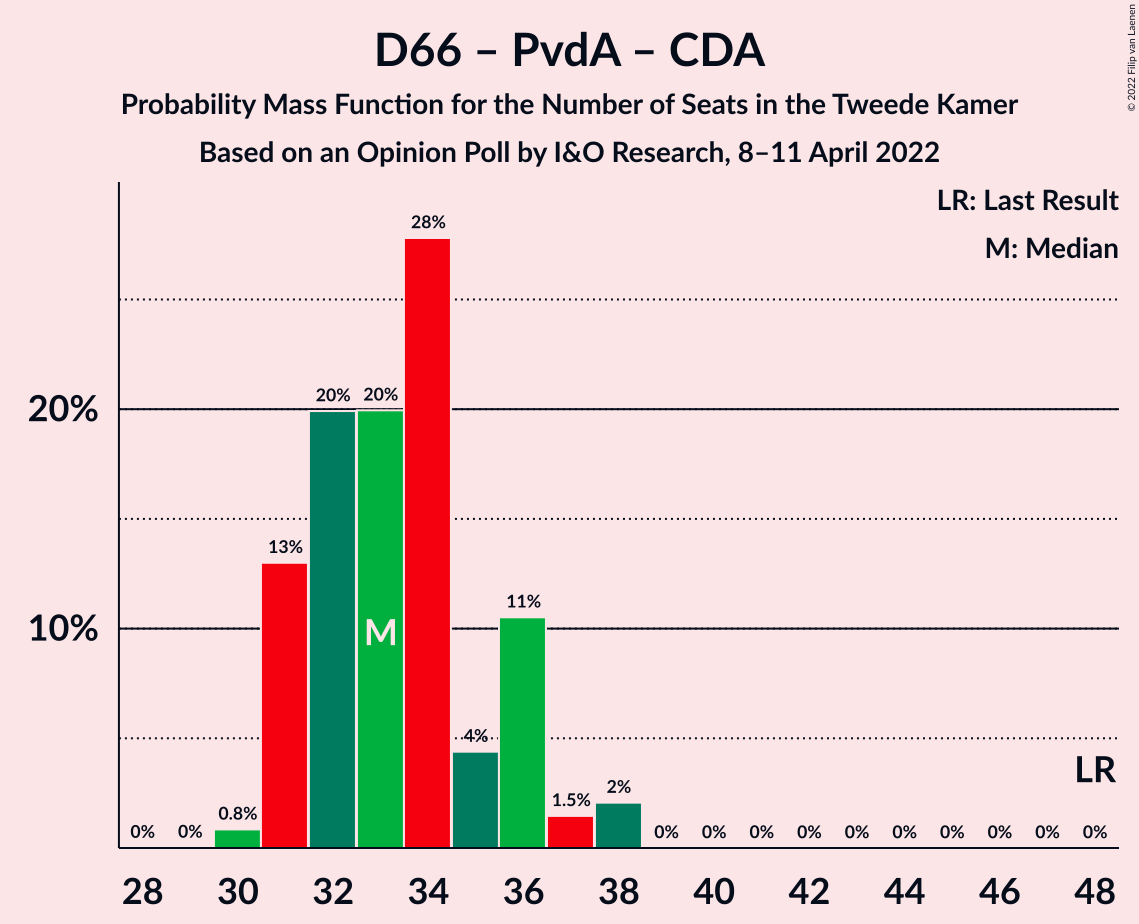 D66 – PvdA – CDA
Probability Mass Function for the Number of Seats in the Tweede Kamer
Based on an Opinion Poll by I&O Research, 8–11 April 2022
© 2022 Filip van Laenen
LR: Last Result
M: Median
28%
20%
20%
20%
13%
11%
10%
M
4%
LR
2%
1.5%
0.8%
0% 0% 0% 0% 0% 0% 0% 0% 0% 0% 0% 0%
28 30 32 34 36 38 40 42 44 46 48